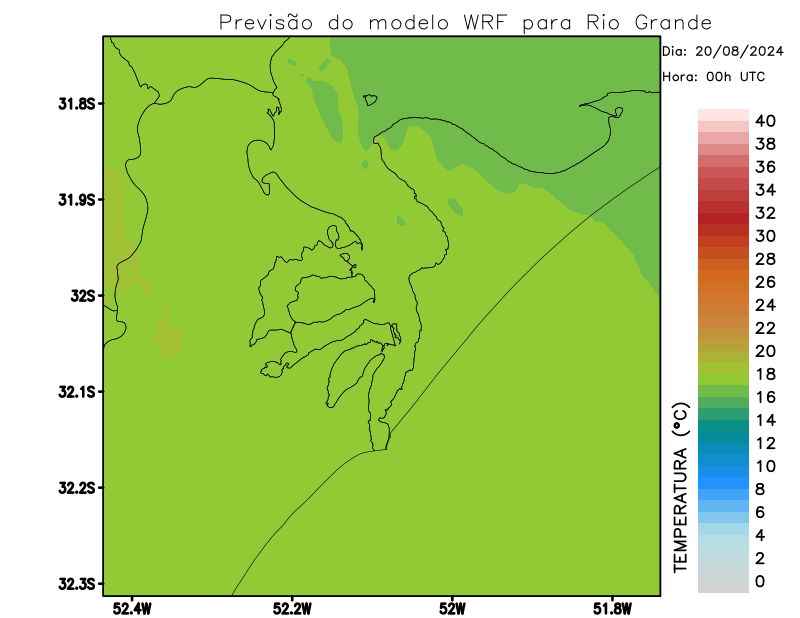 Previsão do modelo WRF para Rio Grande
Dia: 20/08/2024
Hora: 00h UTC
31.8S
31.9S
32S
32.1S
32.2S
32.3S
52.4W
52.2W
52W
51.8W
TEMPERATURA (°C)
40
38
36
34
32
30
28
26
24
22
20
18
16
14
12
10
8
6
4
2
0